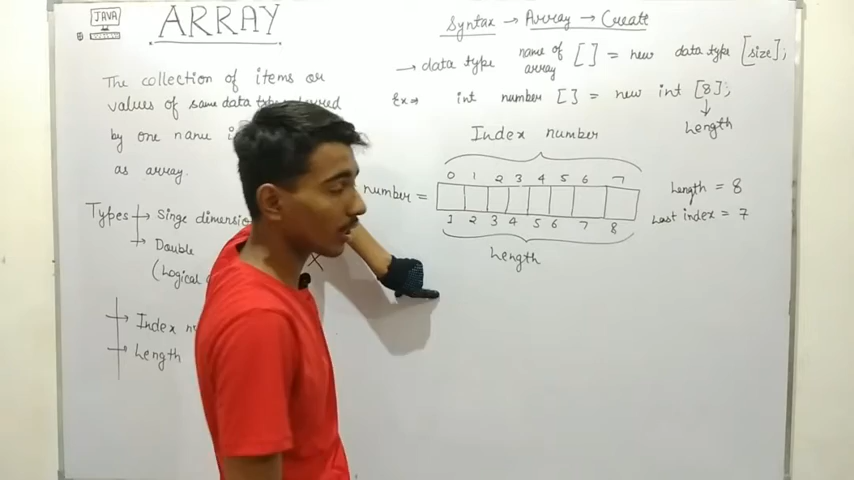 JAVA
ARRAY
The collection of items or
values of same data
by one name
as array.
Types → Singe
→ Double
(Logical
→ Index
→ Length
Syntax → Array → Create
→ data type name of array [ ] = new data type [size];
Ex ⇒ int number [ ] = new int [8];
Length
Index number
0 1 2 3 4 5 6 7
number =
1 2 3 4 5 6 7 8
Length
Length = 8
Last index = 7